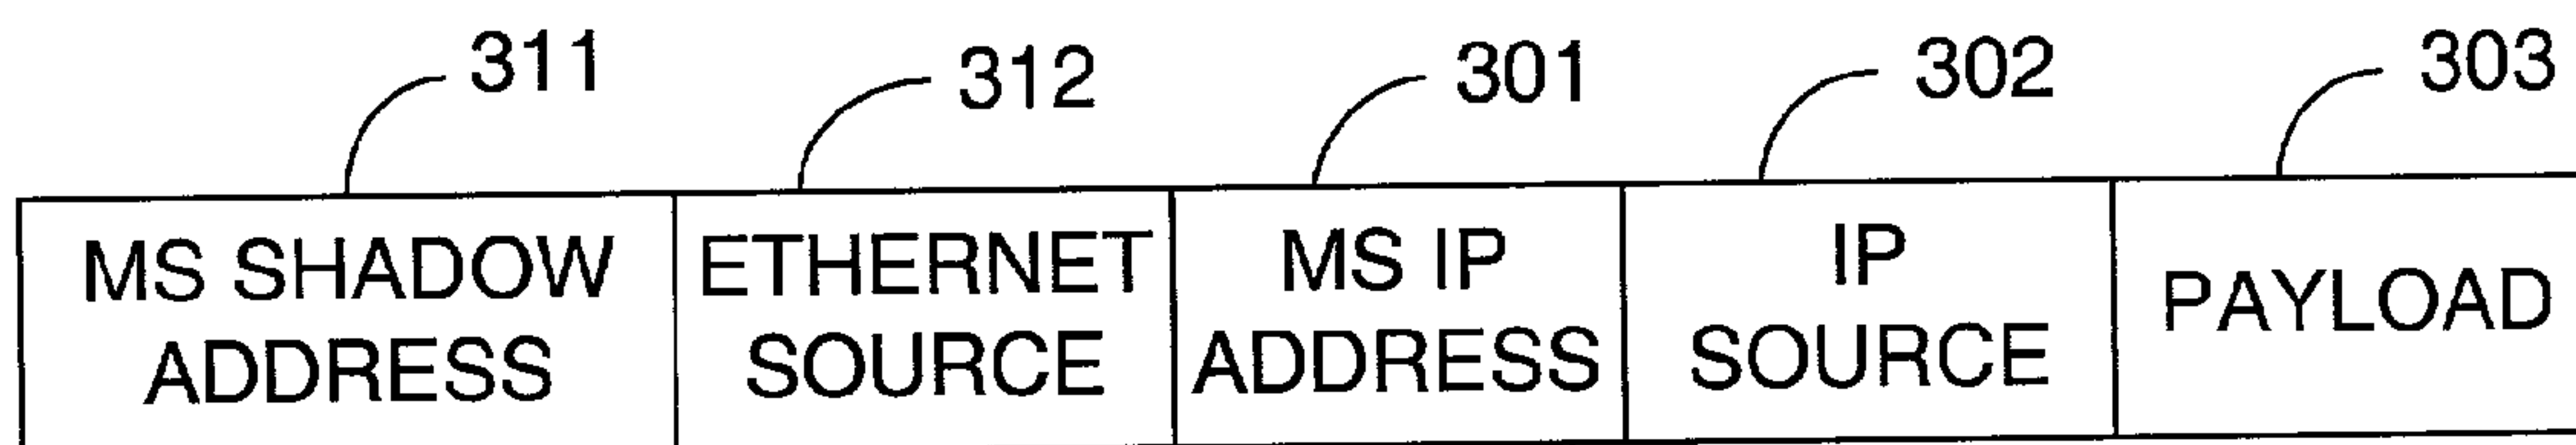 311 312 301 302 303
MS SHADOW ETHERNET MS IP IP PAYLOAD
ADDRESS SOURCE ADDRESS SOURCE